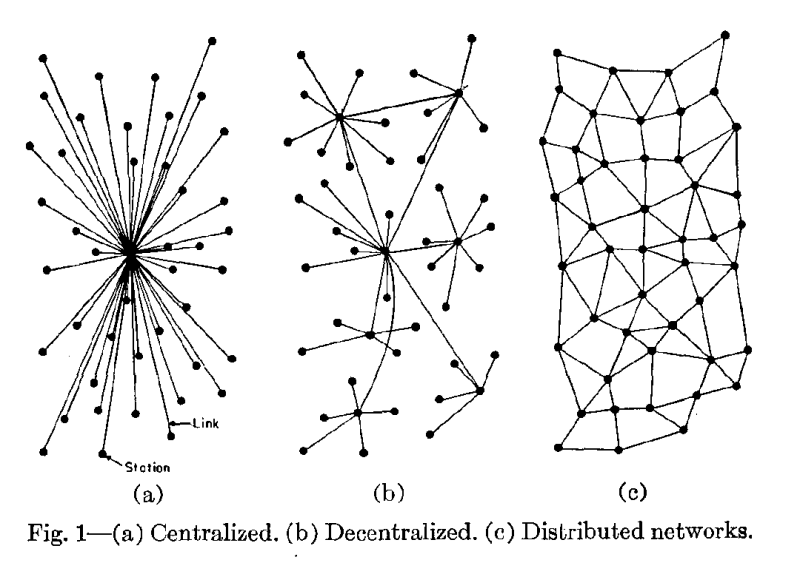 Link
Station
(a)
(b)
(c)
Fig. 1—(a) Centralized. (b) Decentralized. (c) Distributed networks.